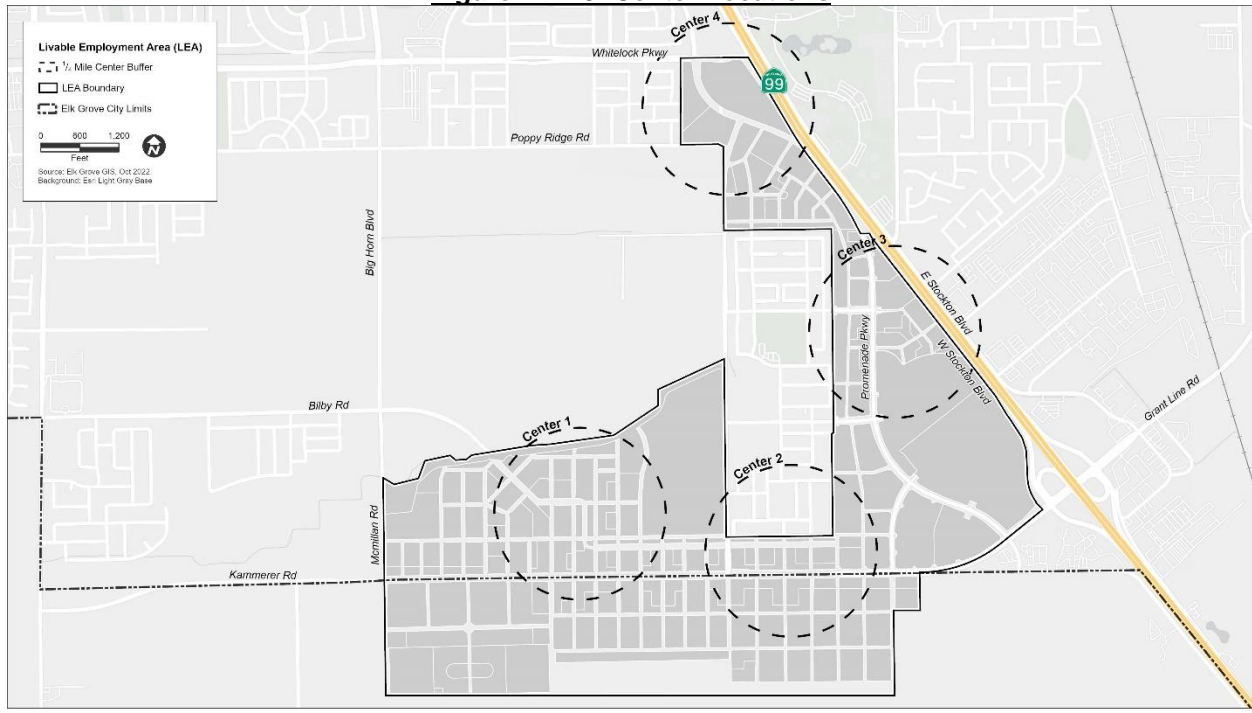 Livable Employment Area (LEA)
1/4 Mile Center Buffer
LEA Boundary
Elk Grove City Limits
0 600 1,200
Feet
N
Source: Elk Grove GIS, Oct 2022
Background: Esri Light Gray Base
Center 4
Whitelock Pkwy
99
Poppy Ridge Rd
Big Horn Blvd
Center 3
E Stockton Blvd
Promenade Pkwy
W Stockton Blvd
Grant Line Rd
Bilby Rd
Center 1
Center 2
Mcmillan Rd
Kammerer Rd